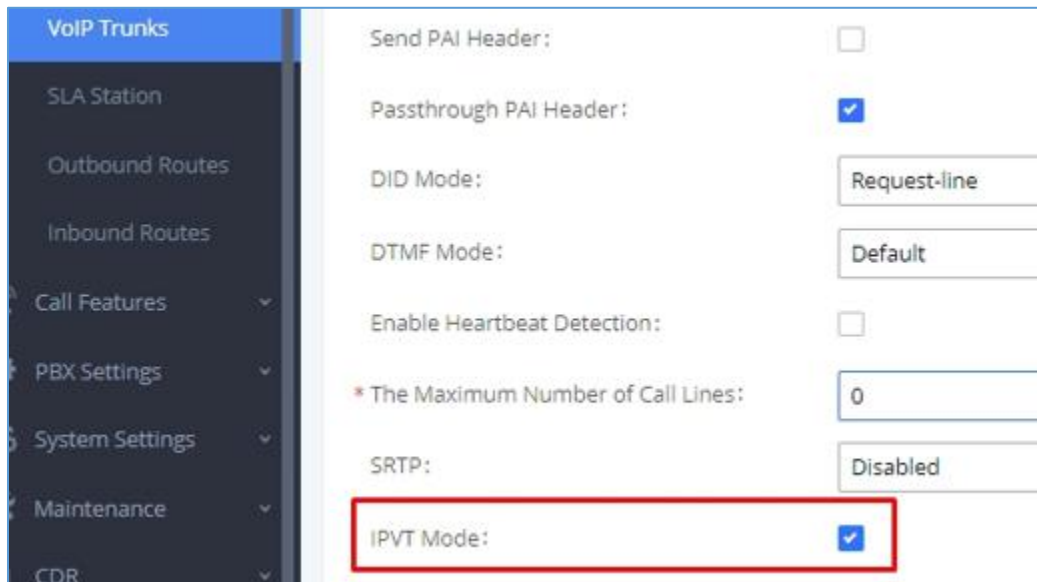 VoIP Trunks
SLA Station
Outbound Routes
Inbound Routes
Call Features
PBX Settings
System Settings
Maintenance
CDR
Send PAI Header:
Passthrough PAI Header:
DID Mode: Request-line
DTMF Mode: Default
Enable Heartbeat Detection:
* The Maximum Number of Call Lines: 0
SRTP: Disabled
IPVT Mode: